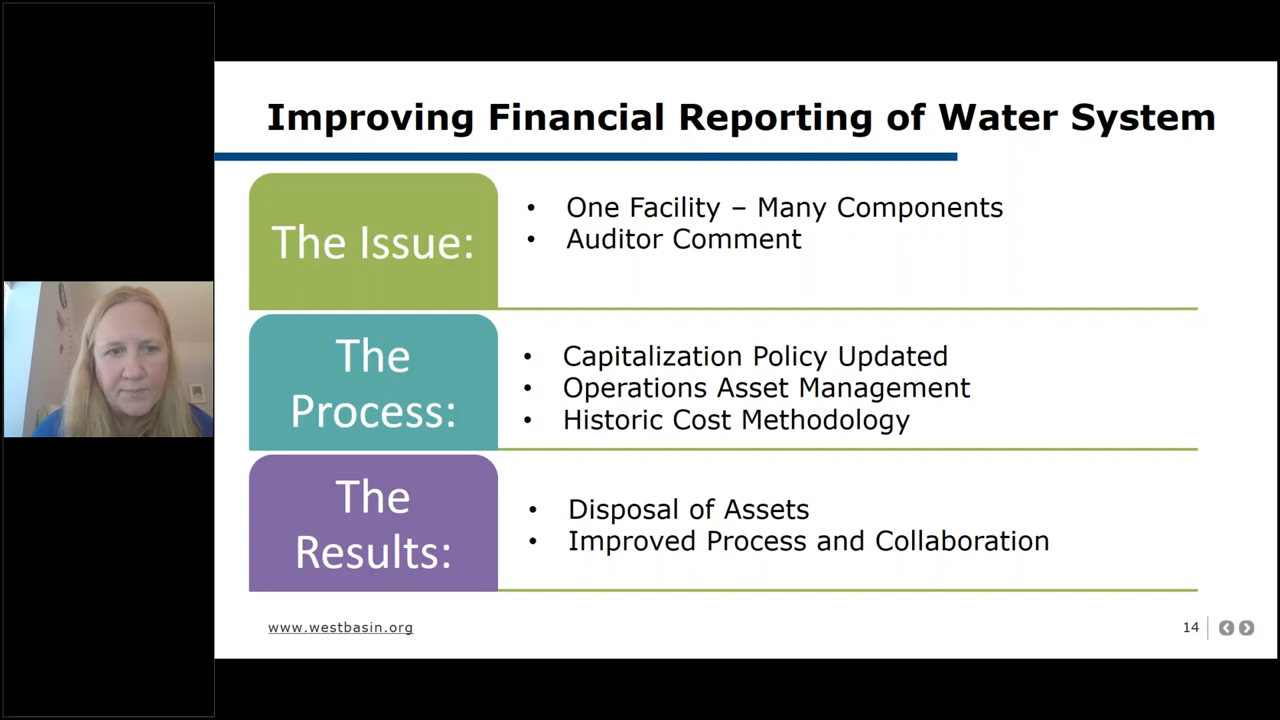 Improving Financial Reporting of Water System
The Issue:
• One Facility – Many Components
• Auditor Comment
The
Process:
• Capitalization Policy Updated
• Operations Asset Management
• Historic Cost Methodology
The
Results:
• Disposal of Assets
• Improved Process and Collaboration
www.westbasin.org
14